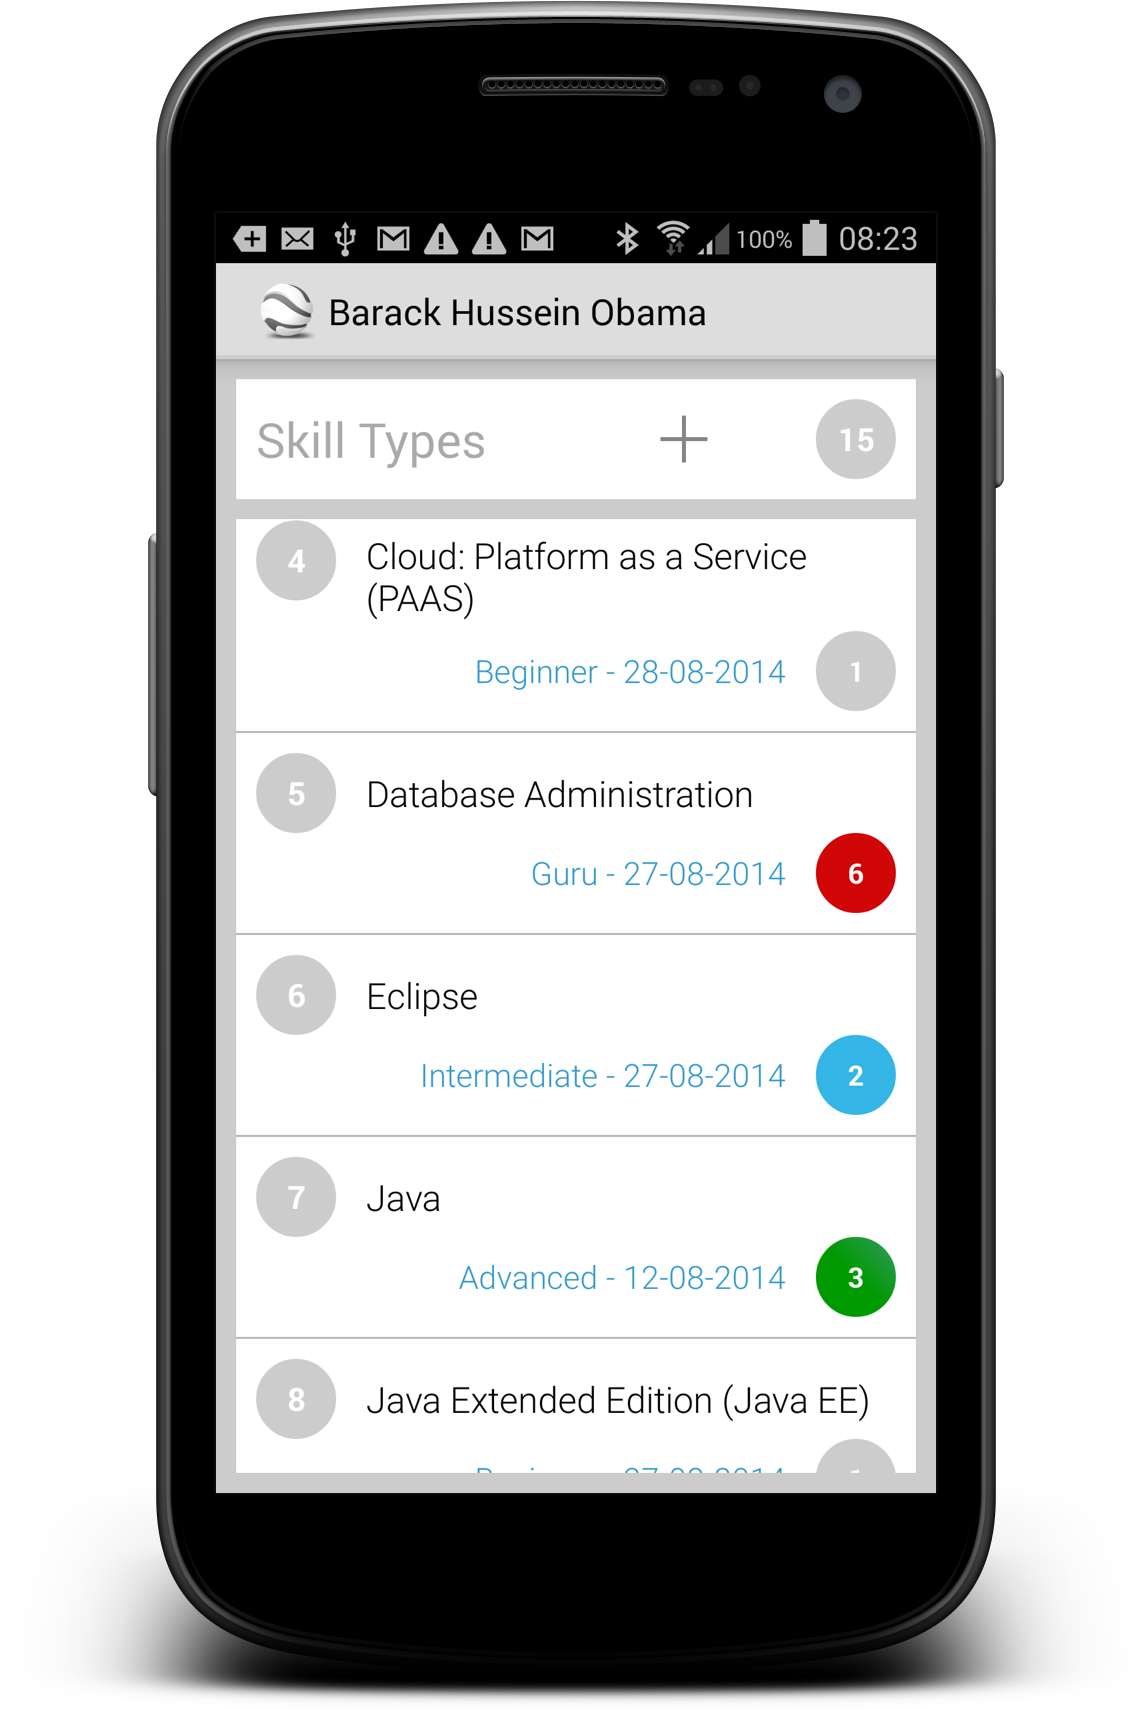 100% 08:23
Barack Hussein Obama
Skill Types 15
4 Cloud: Platform as a Service
(PAAS)
Beginner - 28-08-2014 1
5 Database Administration
Guru - 27-08-2014 6
6 Eclipse
Intermediate - 27-08-2014 2
7 Java
Advanced - 12-08-2014 3
8 Java Extended Edition (Java EE)